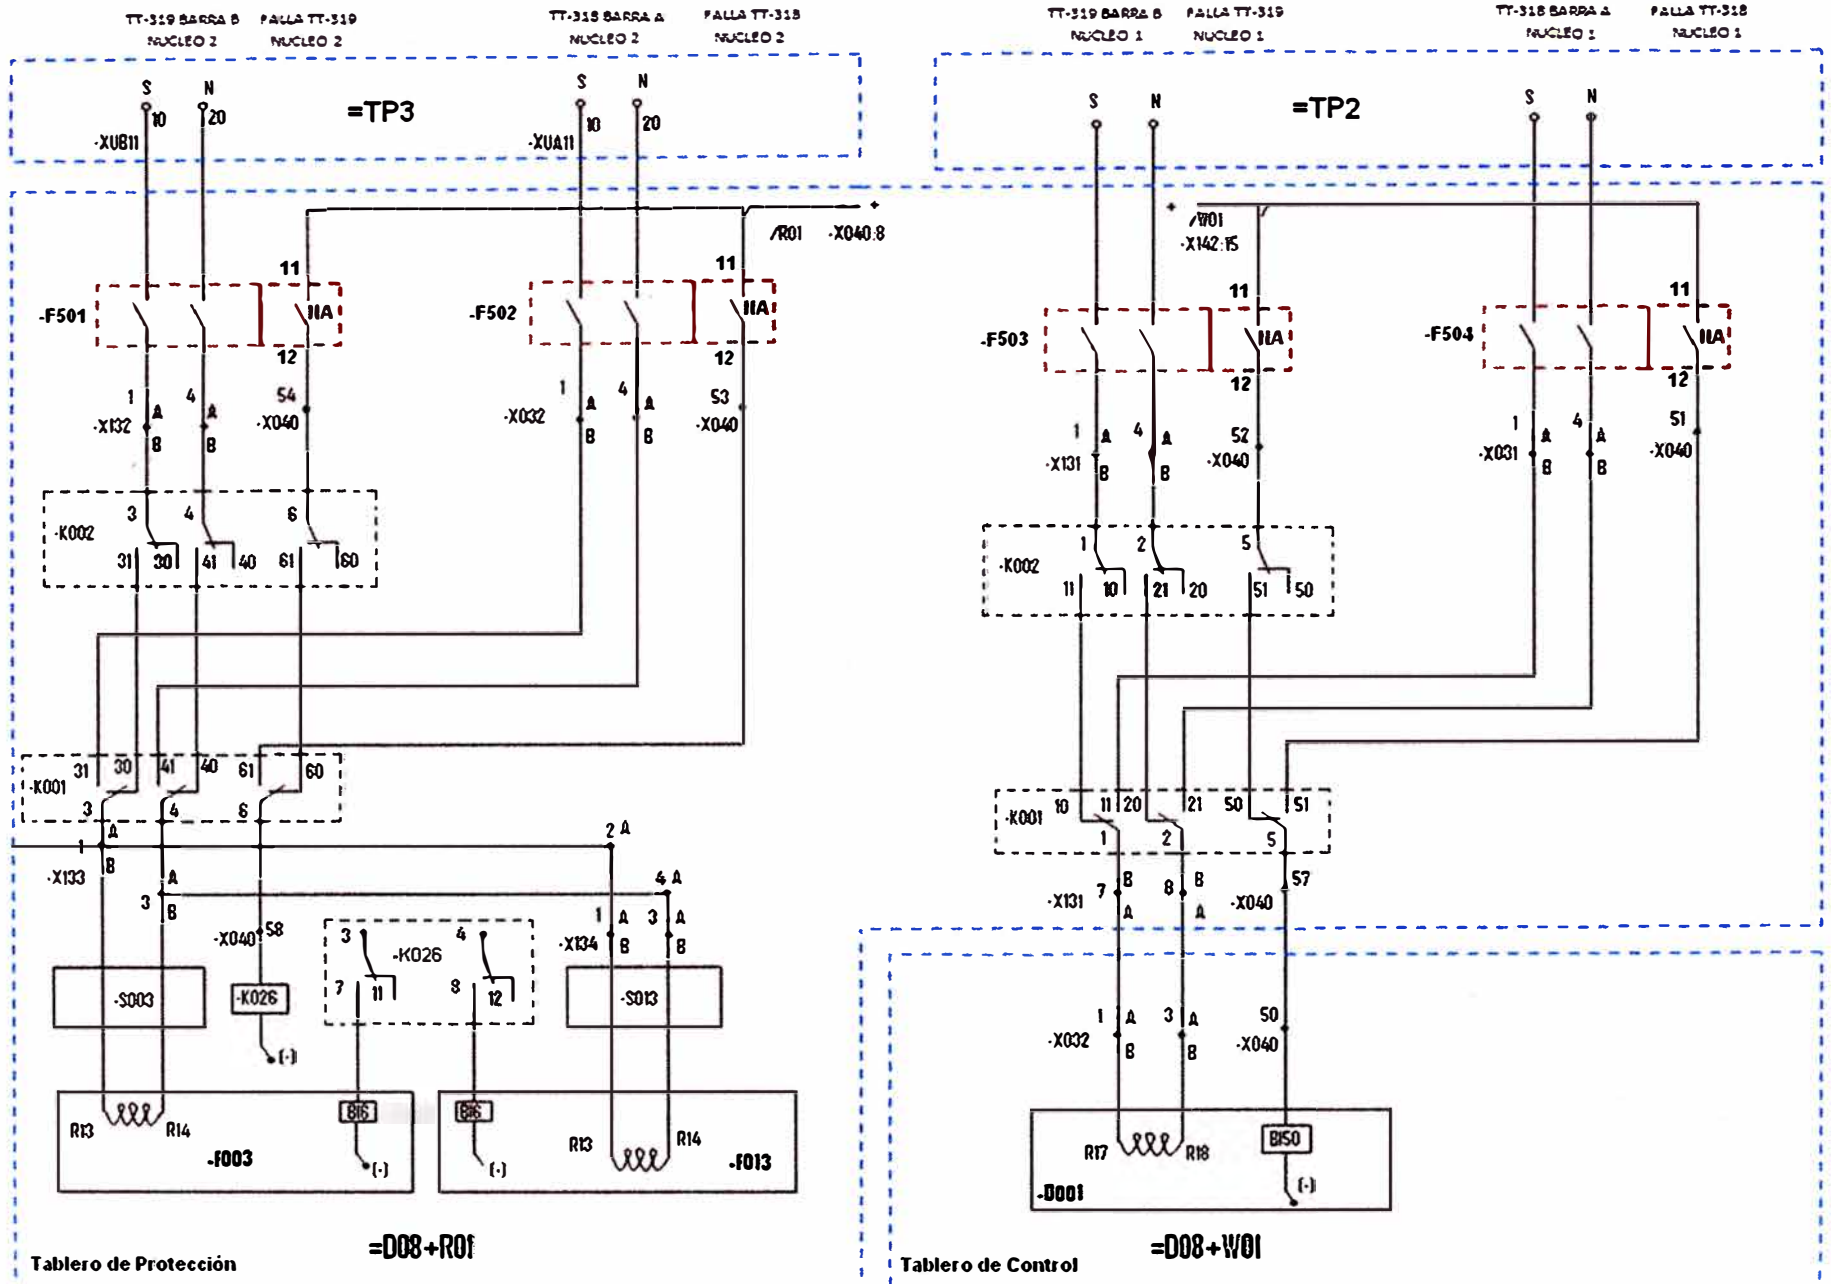 TT-319 BARRA B FALLA TT-319 TT-318 BARRA A FALLA TT-318 TT-319 BARRA B FALLA TT-319 TT-318 BARRA A FALLA TT-318
NUCLEO 2 NUCLEO 2 NUCLEO 2 NUCLEO 2 NUCLEO 1 NUCLEO 1 NUCLEO 1 NUCLEO 1
S N =TP3 S N S N =TP2 S N
10 20 10 20
-XUB11 -XUA11
+ +
/R01 -X040:8 /W01
-X142:15
11 11 11 11
-F501 IIA -F502 IIA -F503 IIA -F504 IIA
12 12 12 12
1 A 4 A 54 1 A 4 A 53 1 A 4 A 52 1 A 4 A 51
-X132 B B -X040 -X032 B B -X040 -X131 B B -X040 -X031 B B -X040
3 4 6 1 2 5
-K002 -K002
31 30 41 40 61 60 11 10 21 20 51 50
31 30 41 40 61 60 10 11 20 21 50 51
-K001 -K001
3 4 6 1 2 5
1 A 2 A
B
-X133
A 4 A 7 B 8 B 57
3 B -X131 A A -X040
58 1 A 3 A
-X040 -X134 B B
3 4
-K026
7 11 8 12
-S003 -K026 -S013
(-)
1 A 3 A 50
-X032 B B -X040
B16 B16
R13 R14 R13 R14
-F003 (-) (-) -F013
R17 R18 B150
-D001 (-)
=D08+R01 =D08+W01
Tablero de Protección Tablero de Control